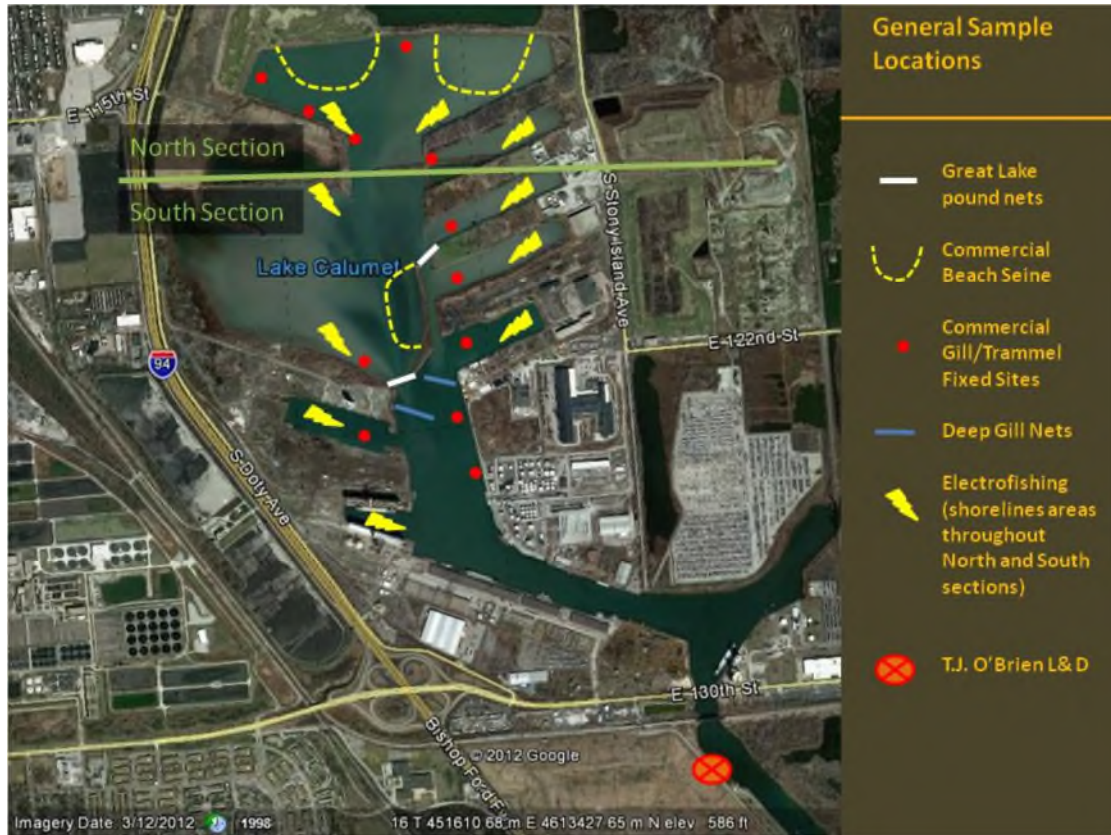 General Sample
Locations
E 115th St
North Section
South Section
S Stony Island Ave
Lake Calumet
E 122nd St
94
S Doty Ave
E 130th St
© 2012 Google
Imagery Date 3/12/2012
1998
16 T 451610 68 m E 4613427 65 m N elev 586 ft
Great Lake
pound nets
Commercial
Beach Seine
Commercial
Gill/Trammel
Fixed Sites
Deep Gill Nets
Electrofishing
(shorelines areas
throughout
North and South
sections)
T.J. O'Brien L& D